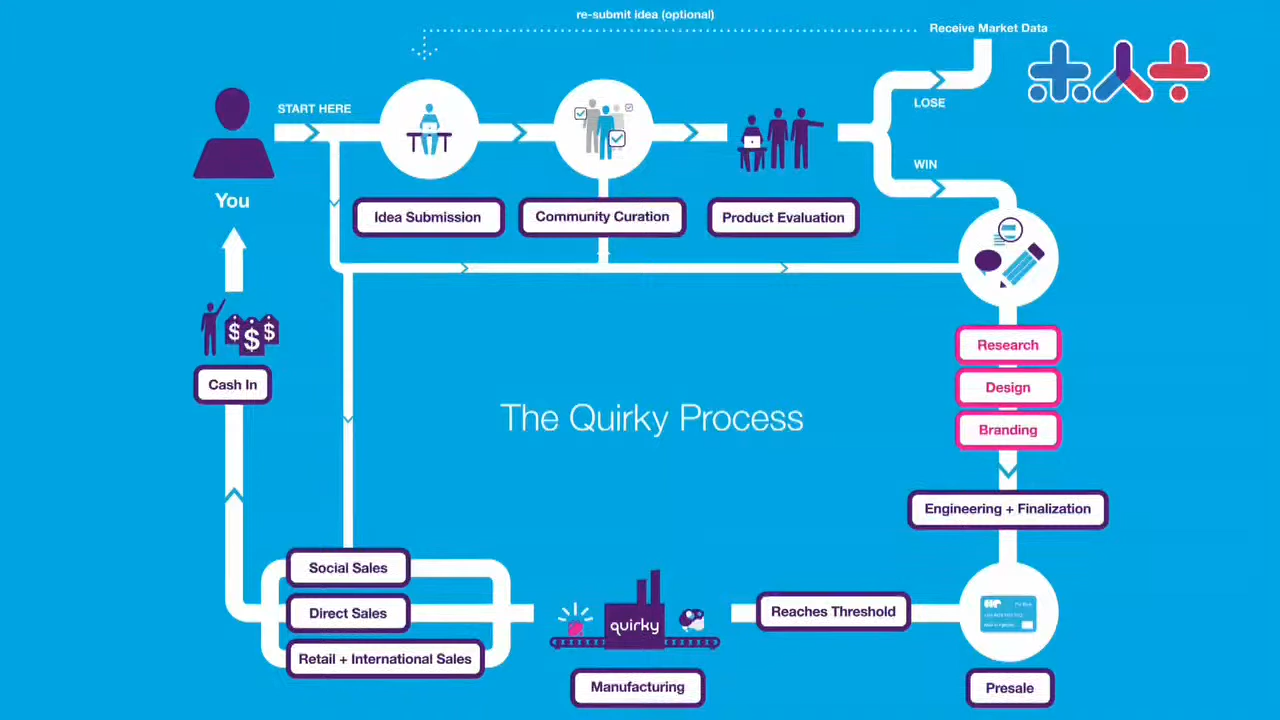 re-submit idea (optional)
Receive Market Data
START HERE
LOSE
WIN
You
Idea Submission
Community Curation
Product Evaluation
$ $ $
Cash In
Research
Design
Branding
The Quirky Process
Engineering + Finalization
Social Sales
Direct Sales
Retail + International Sales
quirky
Manufacturing
Reaches Threshold
Presale